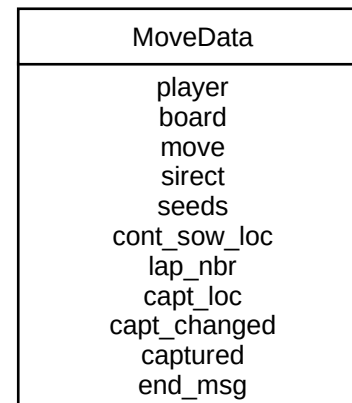 MoveData
player
board
move
sirect
seeds
cont_sow_loc
lap_nbr
capt_loc
capt_changed
captured
end_msg